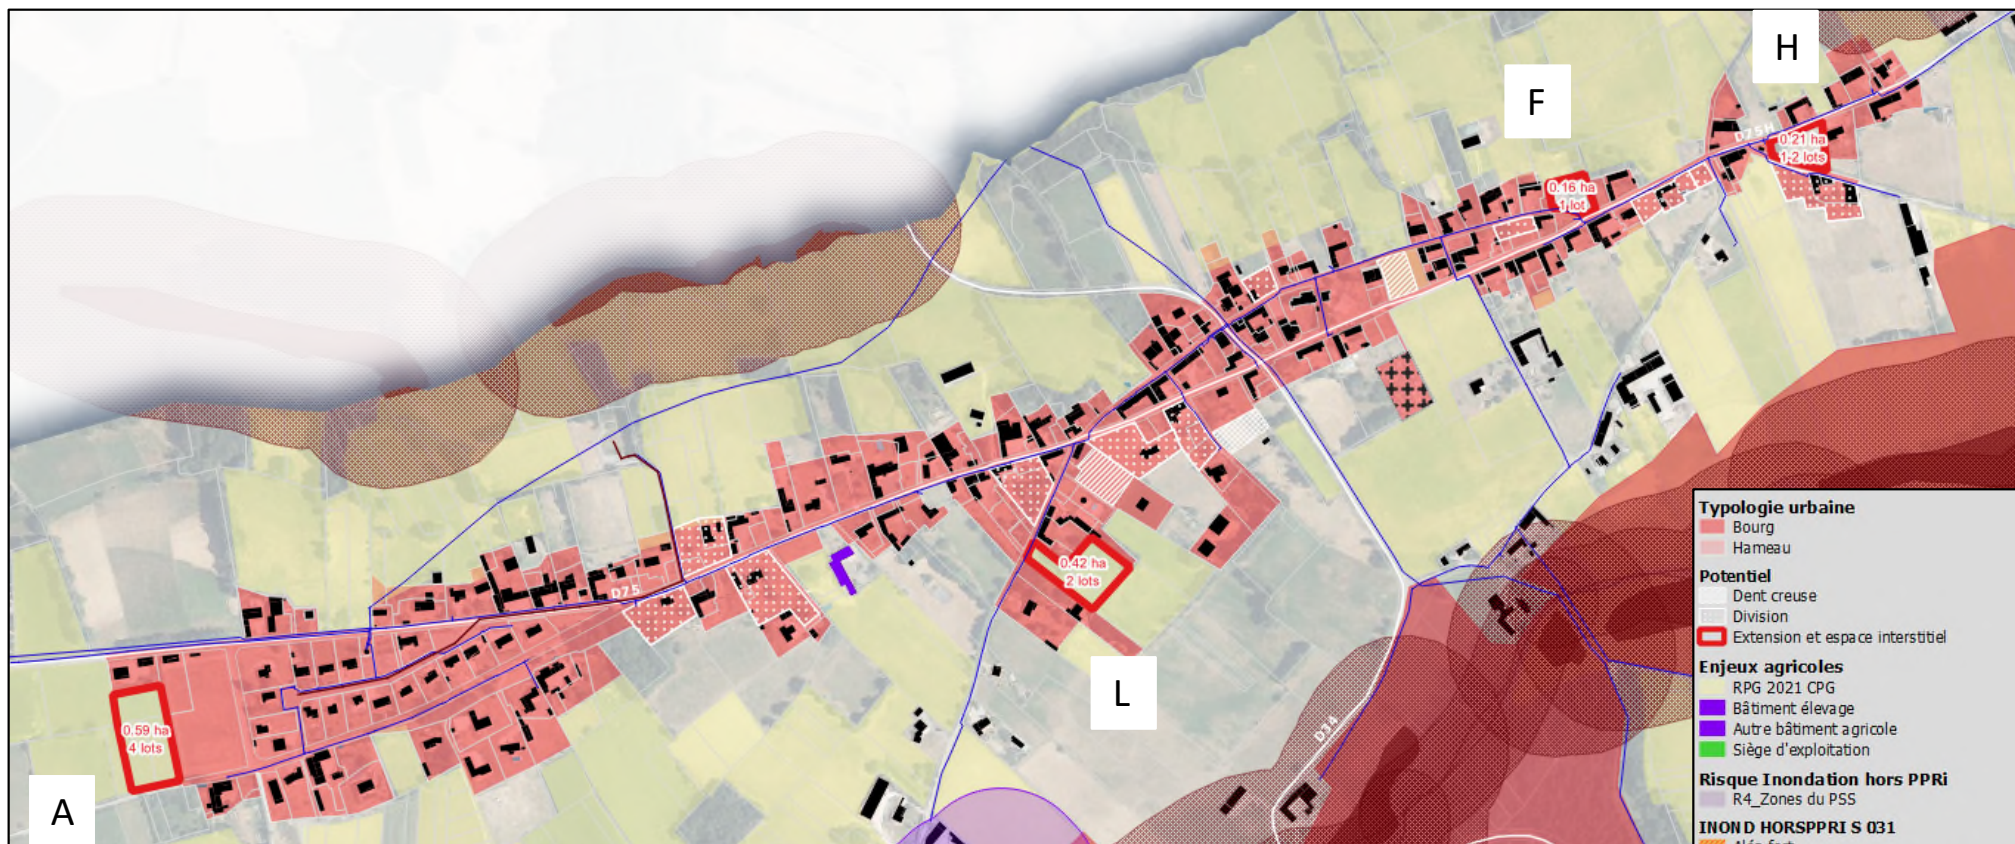 H
F
D75H
0.21 ha
1-2 lots
0.16 ha
1 lot
0.42 ha
2 lots
D75
L
0.59 ha
4 lots
D34
A
Typologie urbaine
Bourg
Hameau
Potentiel
Dent creuse
Division
Extension et espace interstitiel
Enjeux agricoles
RPG 2021 CPG
Bâtiment élevage
Autre bâtiment agricole
Siège d'exploitation
Risque Inondation hors PPRi
R4_Zones du PSS
INOND HORSPPRI S 031